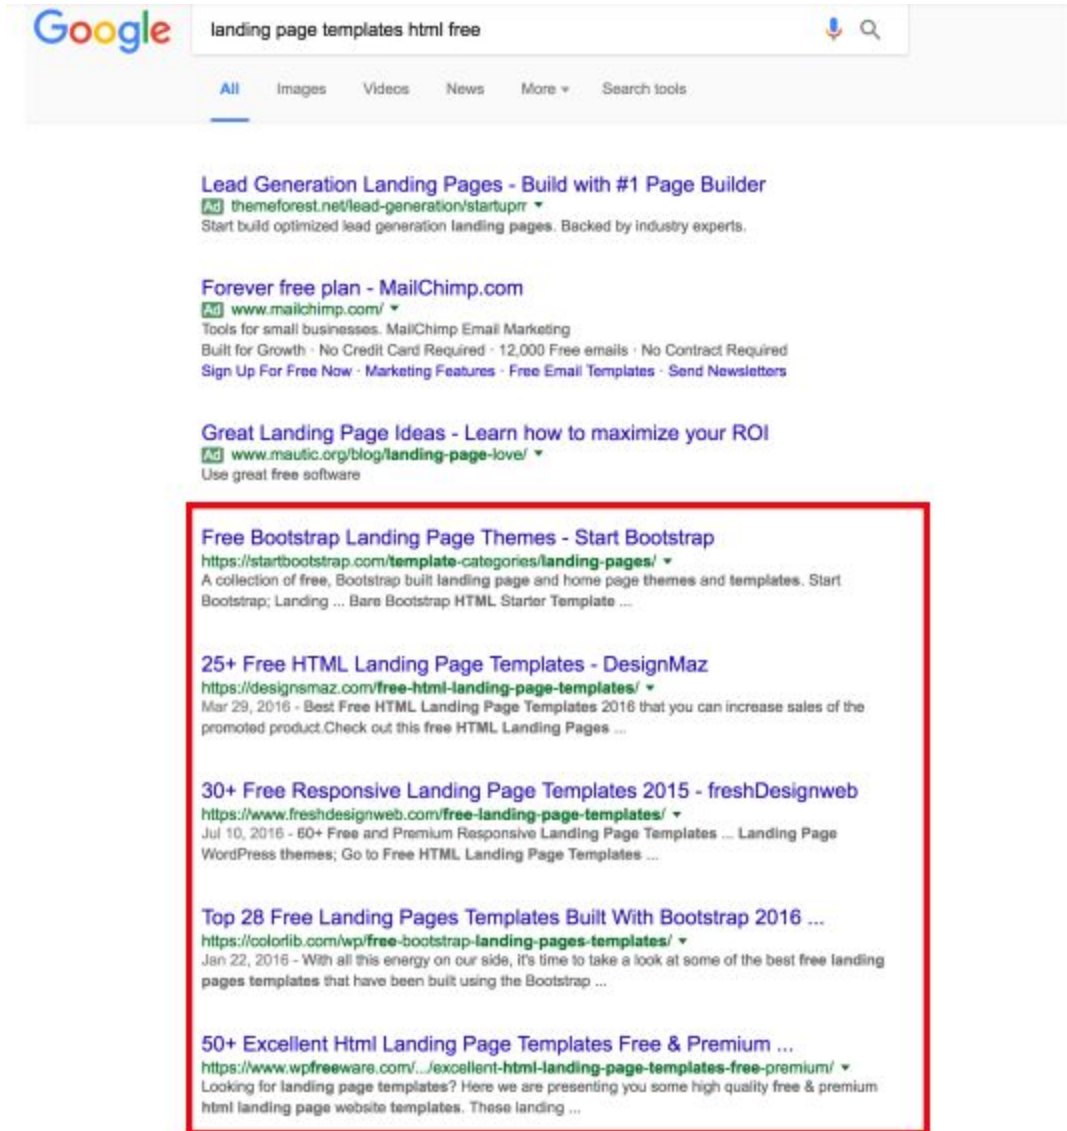 Google landing page templates html free
All Images Videos News More Search tools
Lead Generation Landing Pages - Build with #1 Page Builder
Ad themeforest.net/lead-generation/startuprr
Start build optimized lead generation landing pages. Backed by industry experts.
Forever free plan - MailChimp.com
Ad www.mailchimp.com/
Tools for small businesses. MailChimp Email Marketing
Built for Growth · No Credit Card Required · 12,000 Free emails · No Contract Required
Sign Up For Free Now · Marketing Features · Free Email Templates · Send Newsletters
Great Landing Page Ideas - Learn how to maximize your ROI
Ad www.mautic.org/blog/landing-page-love/
Use great free software
Free Bootstrap Landing Page Themes - Start Bootstrap
https://startbootstrap.com/template-categories/landing-pages/
A collection of free, Bootstrap built landing page and home page themes and templates. Start
Bootstrap; Landing ... Bare Bootstrap HTML Starter Template ...
25+ Free HTML Landing Page Templates - DesignMaz
https://designsmaz.com/free-html-landing-page-templates/
Mar 29, 2016 - Best Free HTML Landing Page Templates 2016 that you can increase sales of the
promoted product.Check out this free HTML Landing Pages ...
30+ Free Responsive Landing Page Templates 2015 - freshDesignweb
https://www.freshdesignweb.com/free-landing-page-templates/
Jul 10, 2016 - 60+ Free and Premium Responsive Landing Page Templates ... Landing Page
WordPress themes; Go to Free HTML Landing Page Templates ...
Top 28 Free Landing Pages Templates Built With Bootstrap 2016 ...
https://colorlib.com/wp/free-bootstrap-landing-pages-templates/
Jan 22, 2016 - With all this energy on our side, it's time to take a look at some of the best free landing
pages templates that have been built using the Bootstrap ...
50+ Excellent Html Landing Page Templates Free & Premium ...
https://www.wpfreeware.com/.../excellent-html-landing-page-templates-free-premium/
Looking for landing page templates? Here we are presenting you some high quality free & premium
html landing page website templates. These landing ...